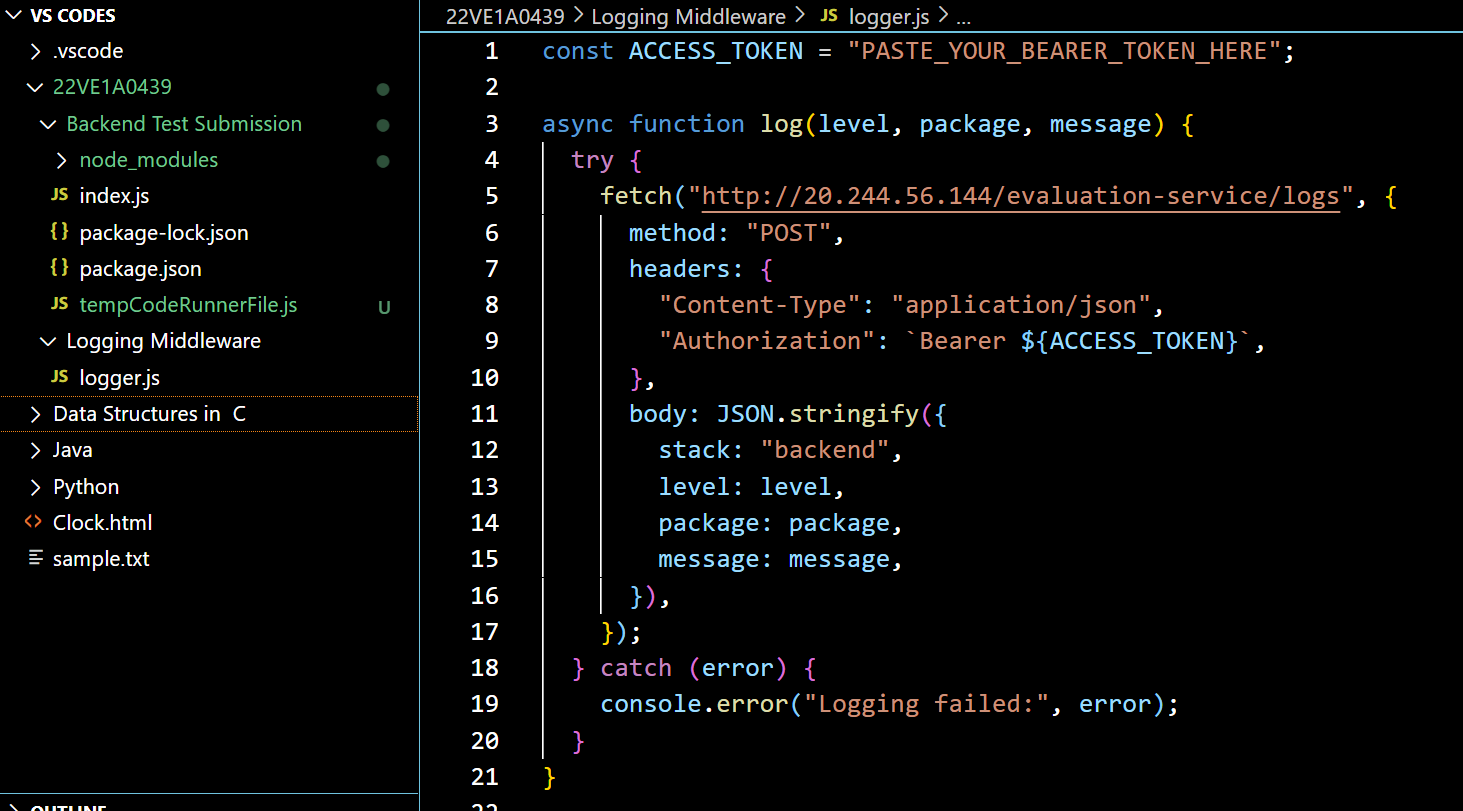 VS CODES
.vscode
22VE1A0439
Backend Test Submission
node_modules
JS index.js
{} package-lock.json
{} package.json
JS tempCodeRunnerFile.js U
Logging Middleware
JS logger.js
Data Structures in C
Java
Python
<> Clock.html
sample.txt
OUTLINE
22VE1A0439 > Logging Middleware > JS logger.js > ...
1 const ACCESS_TOKEN = "PASTE_YOUR_BEARER_TOKEN_HERE";
2
3 async function log(level, package, message) {
4 try {
5 fetch("http://20.244.56.144/evaluation-service/logs", {
6 method: "POST",
7 headers: {
8 "Content-Type": "application/json",
9 "Authorization": `Bearer ${ACCESS_TOKEN}`,
10 },
11 body: JSON.stringify({
12 stack: "backend",
13 level: level,
14 package: package,
15 message: message,
16 }),
17 });
18 } catch (error) {
19 console.error("Logging failed:", error);
20 }
21 }
22